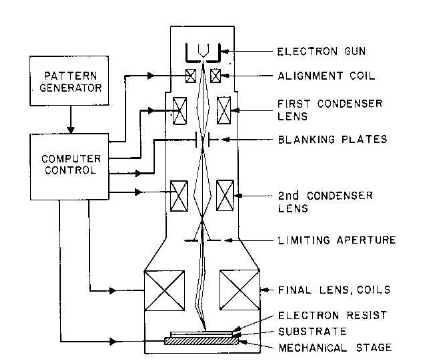 ELECTRON GUN
PATTERN
GENERATOR
ALIGNMENT COIL
FIRST CONDENSER
LENS
BLANKING PLATES
COMPUTER
CONTROL
2nd CONDENSER
LENS
LIMITING APERTURE
FINAL LENS, COILS
ELECTRON RESIST
SUBSTRATE
MECHANICAL STAGE